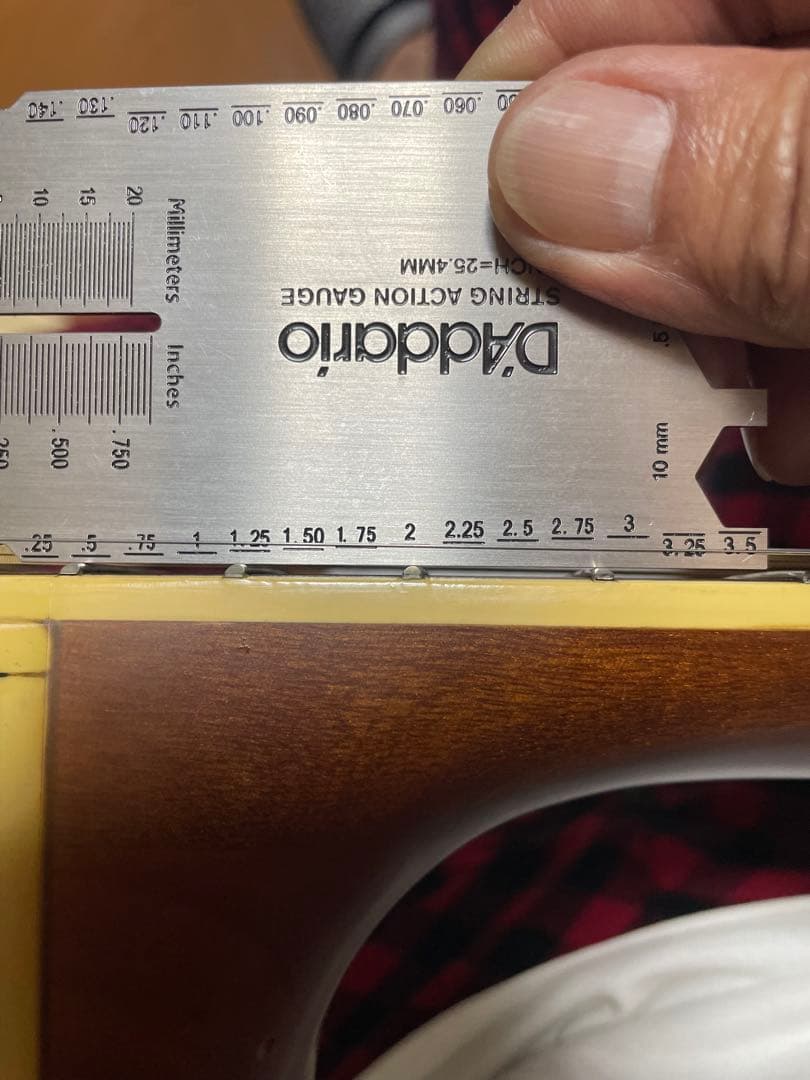 .140 .130 .120 .110 .100 .090 .080 .070 .060
10 15 20
Millimeters
INCH=25.4MM
STRING ACTION GAUGE
D'Addario
Inches
.500 .750
.5
10 mm
.25 .5 .75 1 1.25 1.50 1.75 2 2.25 2.5 2.75 3 3.25 3.5